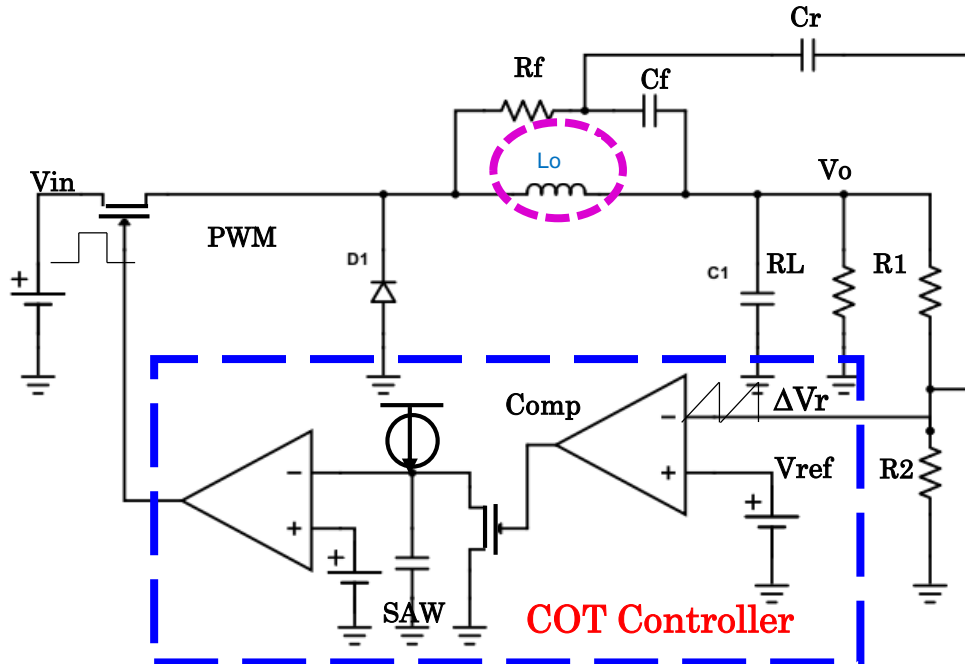 Cr
Rf
Cf
Lo
Vin
Vo
PWM
D1
C1
RL
R1
+
Comp
−
ΔVr
+
Vref
R2
−
+
+
+
SAW
COT Controller